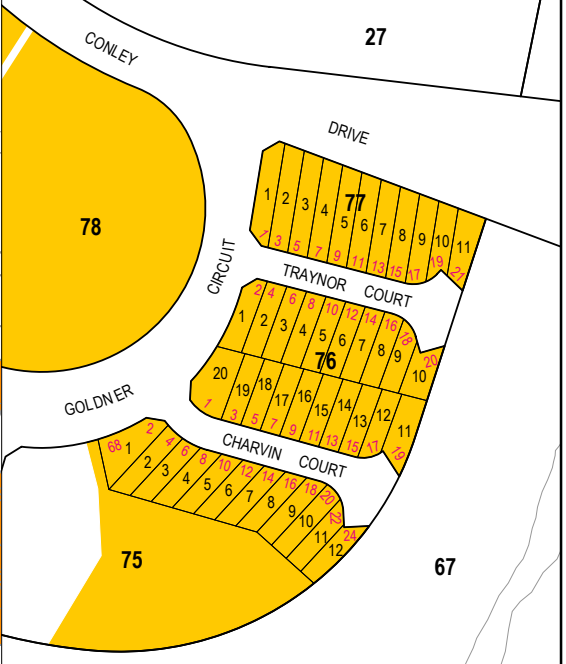 27
CONLEY
DRIVE
77
1 2 3 4 5 6 7 8 9 10 11
1 3 5 7 9 11 13 15 17 19 21
78
CIRCUIT
TRAYNOR COURT
2 4 6 8 10 12 14 16 18 20
1 2 3 4 5 6 7 8 9 10
76
20 19 18 17 16 15 14 13 12 11
1 3 5 7 9 11 13 15 17 19
GOLDNER
CHARVIN COURT
68 2 4 6 8 10 12 14 16 18 20 22 24
1 2 3 4 5 6 7 8 9 10 11 12
75
67